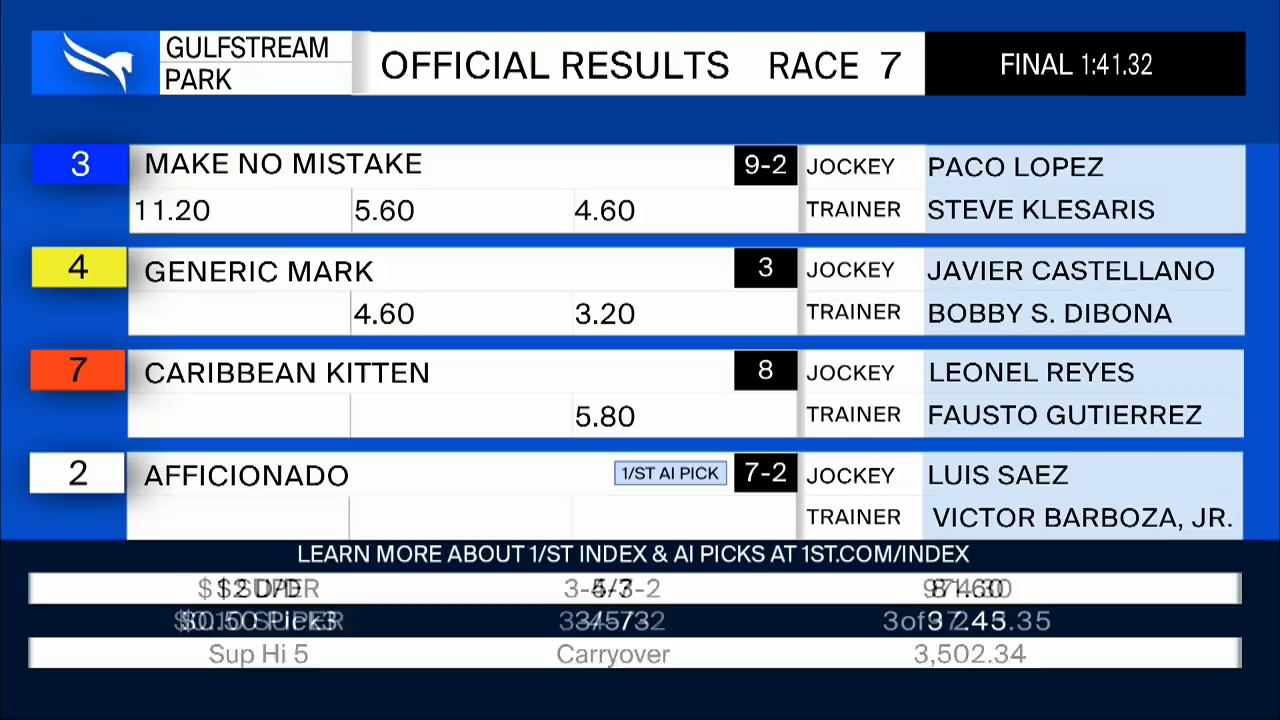 GULFSTREAM
PARK
OFFICIAL RESULTS RACE 7
FINAL 1:41.32
3 MAKE NO MISTAKE 9-2 JOCKEY PACO LOPEZ
11.20 5.60 4.60 TRAINER STEVE KLESARIS
4 GENERIC MARK 3 JOCKEY JAVIER CASTELLANO
4.60 3.20 TRAINER BOBBY S. DIBONA
7 CARIBBEAN KITTEN 8 JOCKEY LEONEL REYES
5.80 TRAINER FAUSTO GUTIERREZ
2 AFFICIONADO 1/ST AI PICK 7-2 JOCKEY LUIS SAEZ
TRAINER VICTOR BARBOZA, JR.
LEARN MORE ABOUT 1/ST INDEX & AI PICKS AT 1ST.COM/INDEX
Sup Hi 5 Carryover 3,502.34